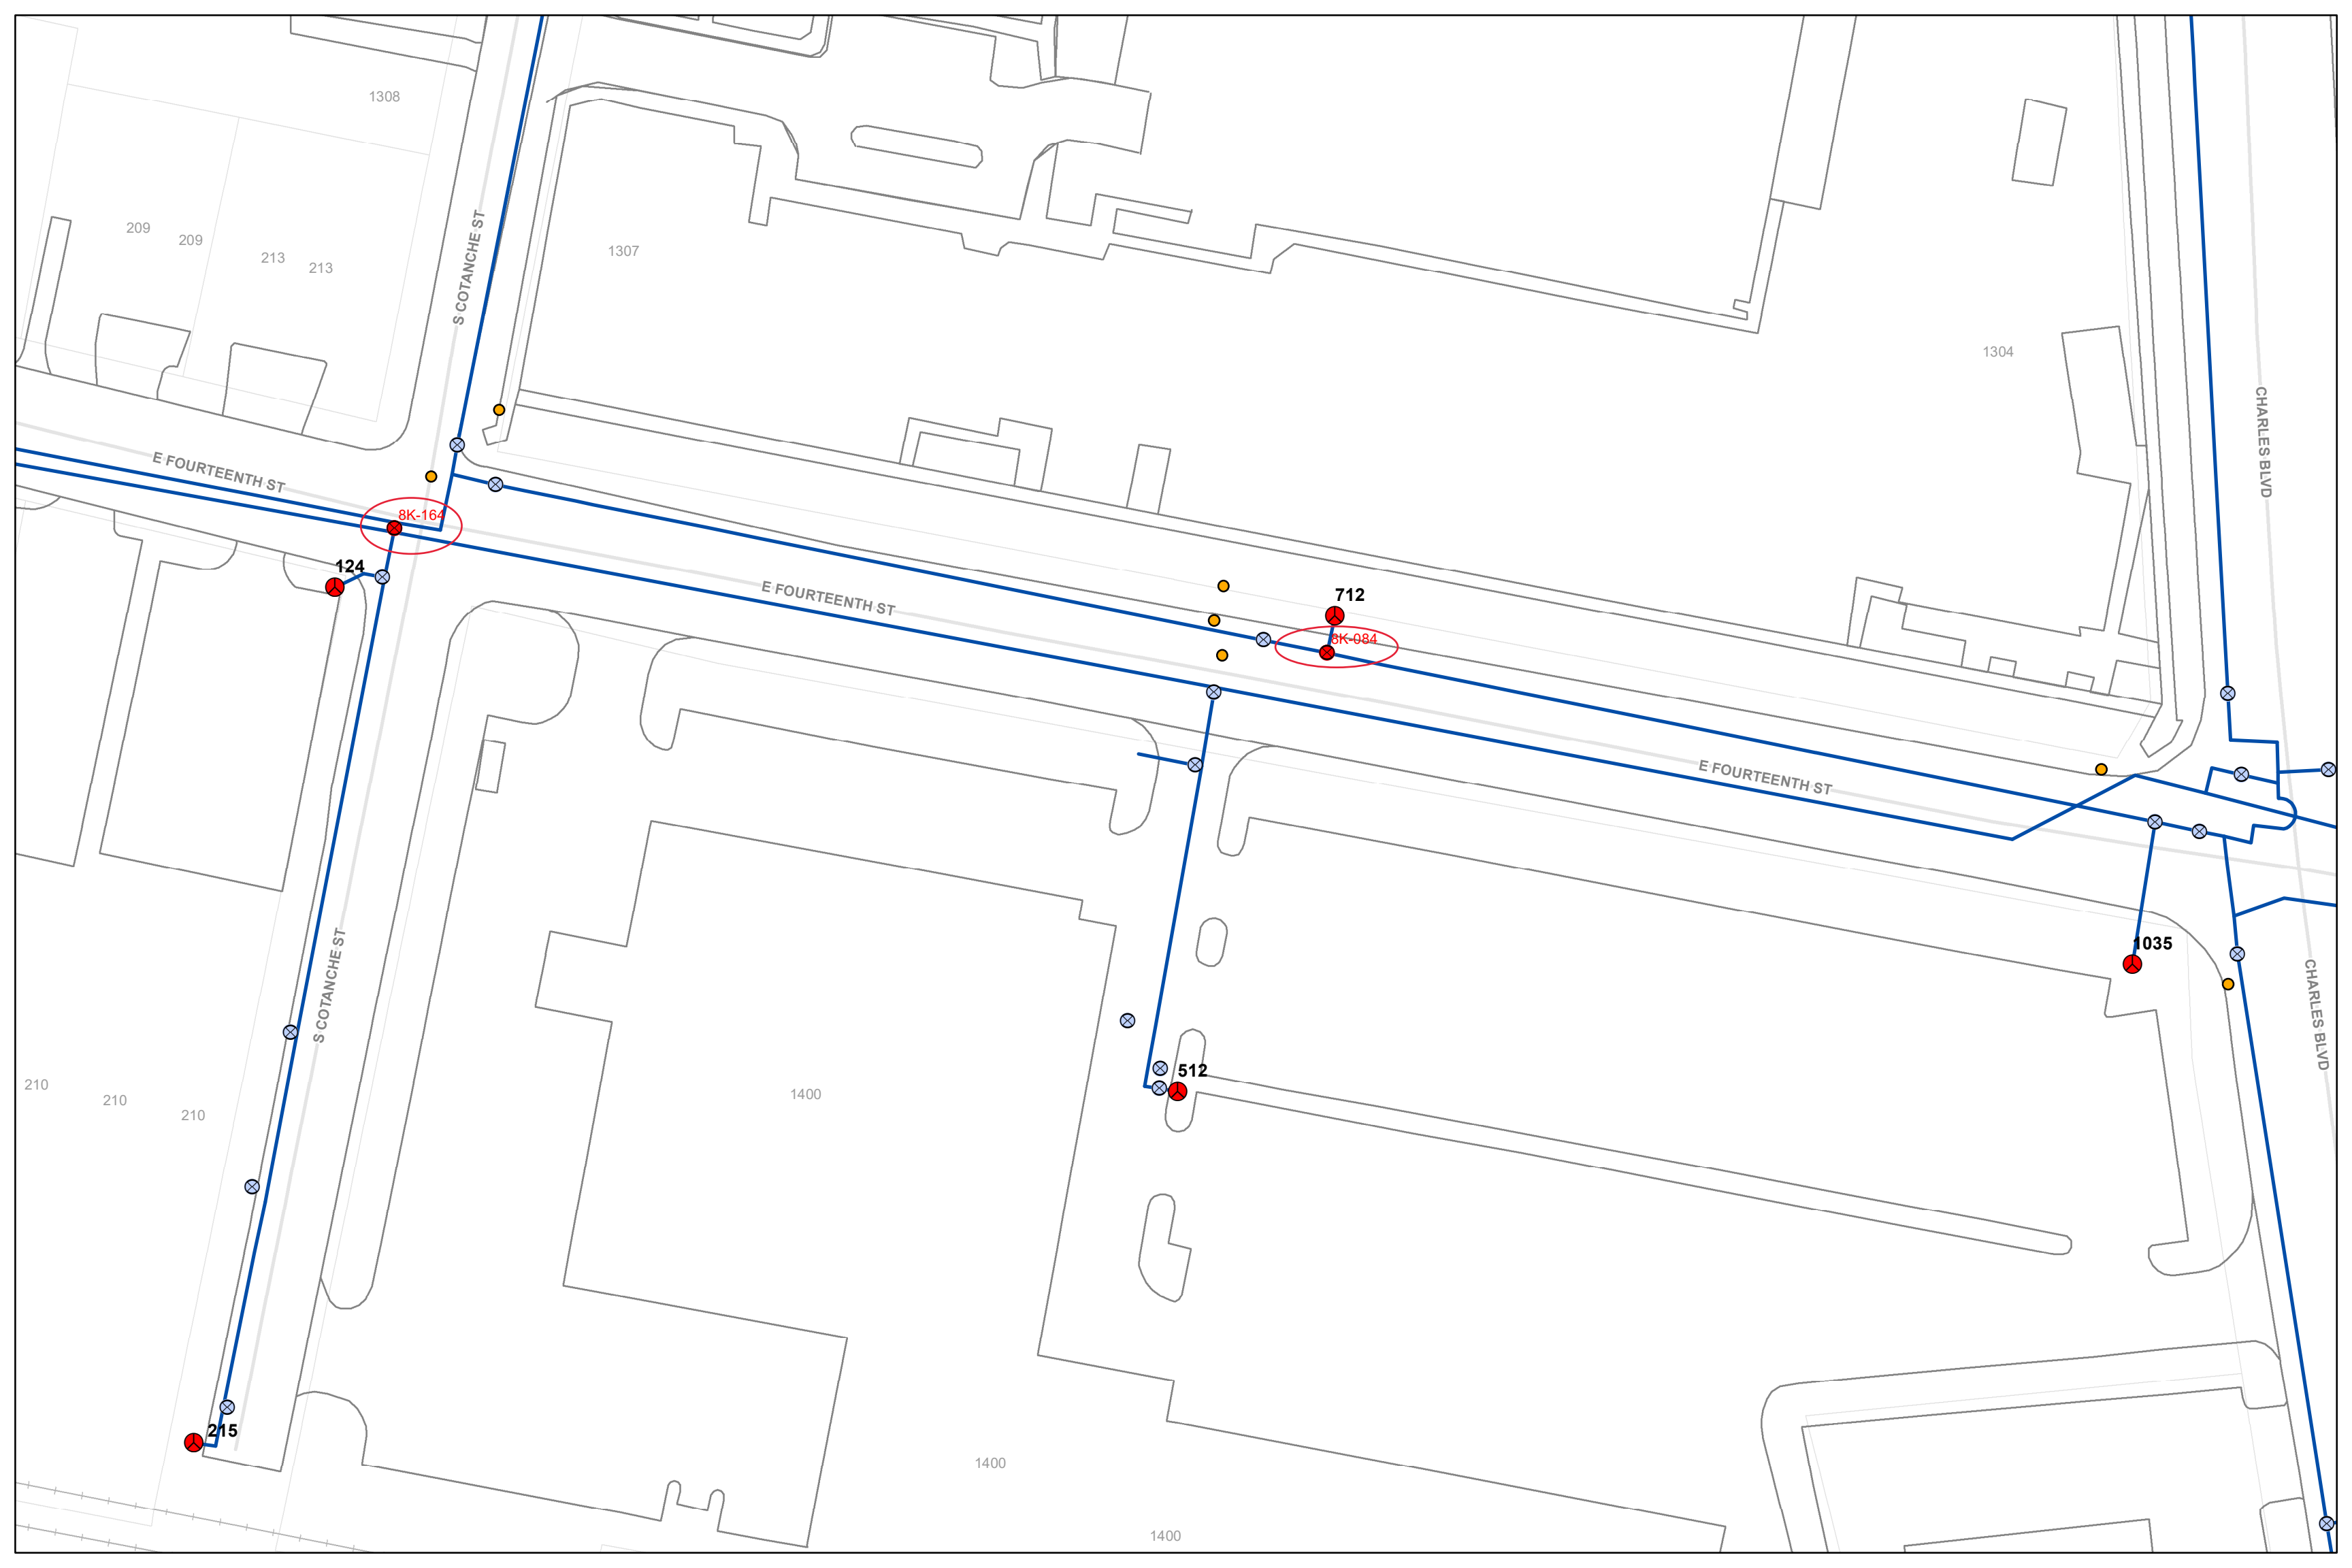 1308
S COTANCHE ST
209
209
213
213
1307
1304
CHARLES BLVD
E FOURTEENTH ST
8K-164
124
E FOURTEENTH ST
712
8K-084
E FOURTEENTH ST
1035
S COTANCHE ST
CHARLES BLVD
512
210
210
210
1400
215
1400
1400